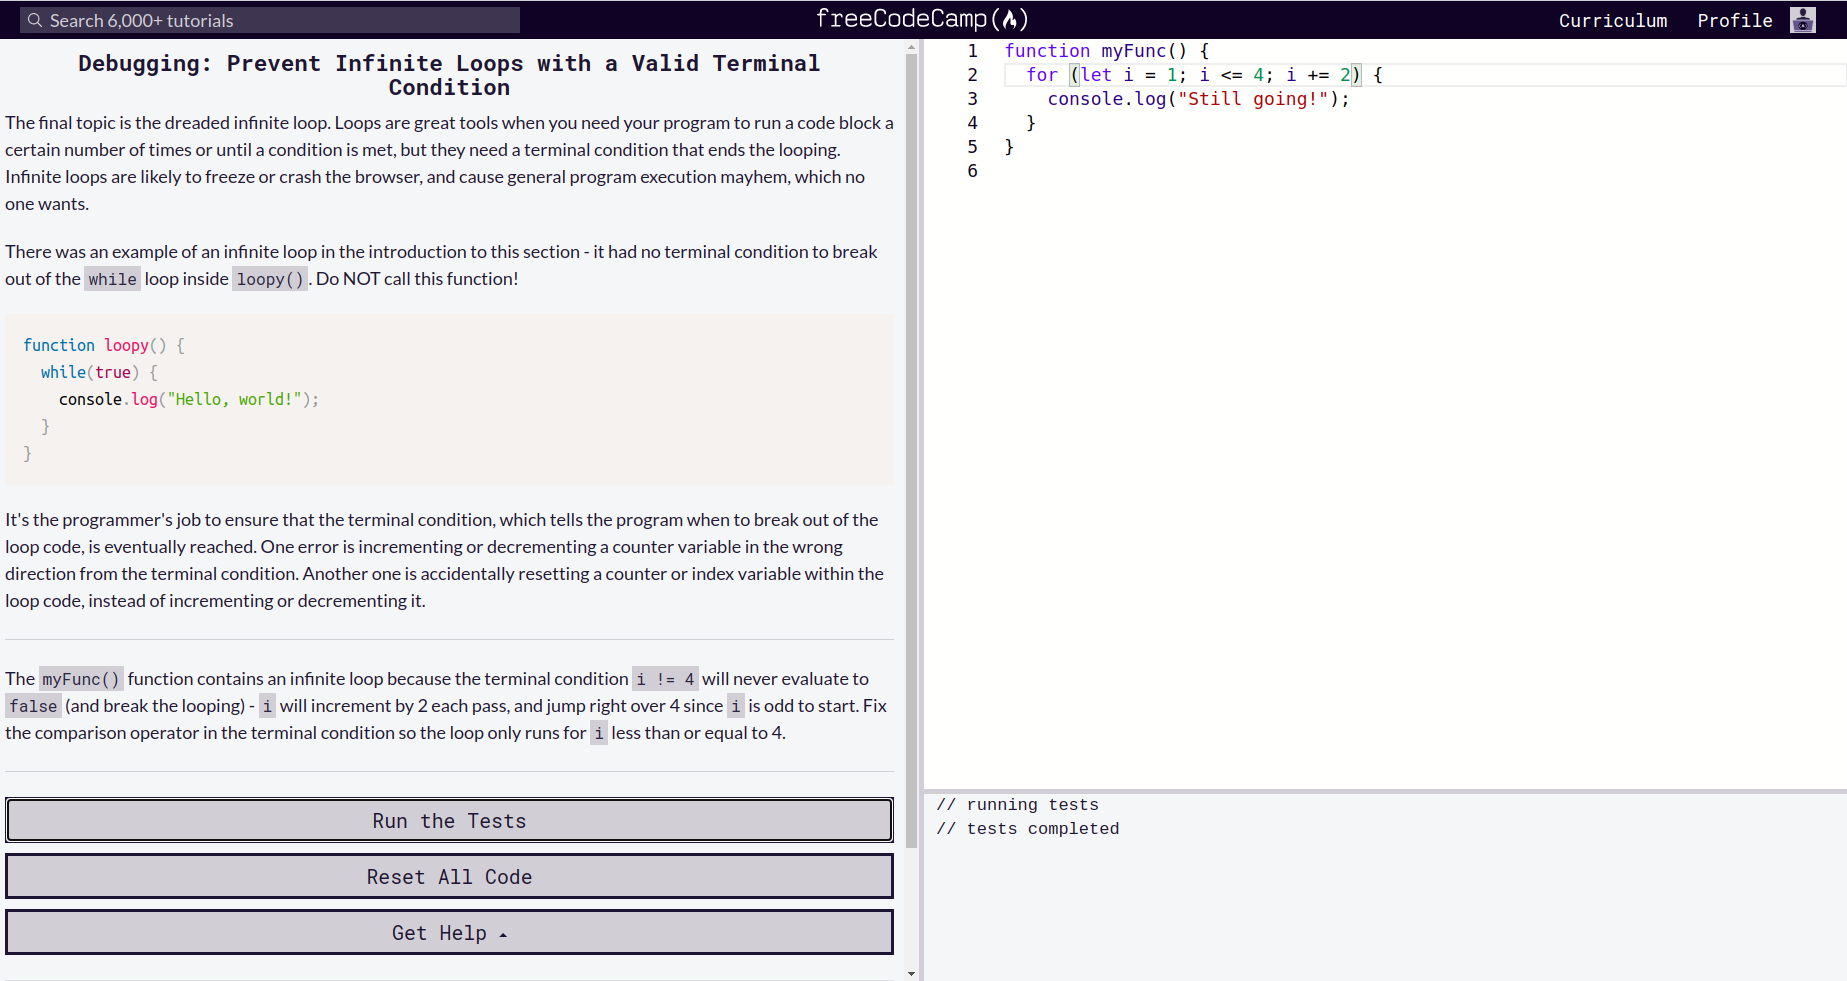 Search 6,000+ tutorials
freeCodeCamp
Curriculum
Profile
Debugging: Prevent Infinite Loops with a Valid Terminal
Condition
The final topic is the dreaded infinite loop. Loops are great tools when you need your program to run a code block a
certain number of times or until a condition is met, but they need a terminal condition that ends the looping.
Infinite loops are likely to freeze or crash the browser, and cause general program execution mayhem, which no
one wants.
There was an example of an infinite loop in the introduction to this section - it had no terminal condition to break
out of the while loop inside loopy(). Do NOT call this function!
function loopy() {
  while(true) {
    console.log("Hello, world!");
  }
}
It's the programmer's job to ensure that the terminal condition, which tells the program when to break out of the
loop code, is eventually reached. One error is incrementing or decrementing a counter variable in the wrong
direction from the terminal condition. Another one is accidentally resetting a counter or index variable within the
loop code, instead of incrementing or decrementing it.
The myFunc() function contains an infinite loop because the terminal condition i != 4 will never evaluate to
false (and break the looping) - i will increment by 2 each pass, and jump right over 4 since i is odd to start. Fix
the comparison operator in the terminal condition so the loop only runs for i less than or equal to 4.
Run the Tests
Reset All Code
Get Help
1 function myFunc() {
2   for (let i = 1; i <= 4; i += 2) {
3     console.log("Still going!");
4   }
5 }
6
// running tests
// tests completed